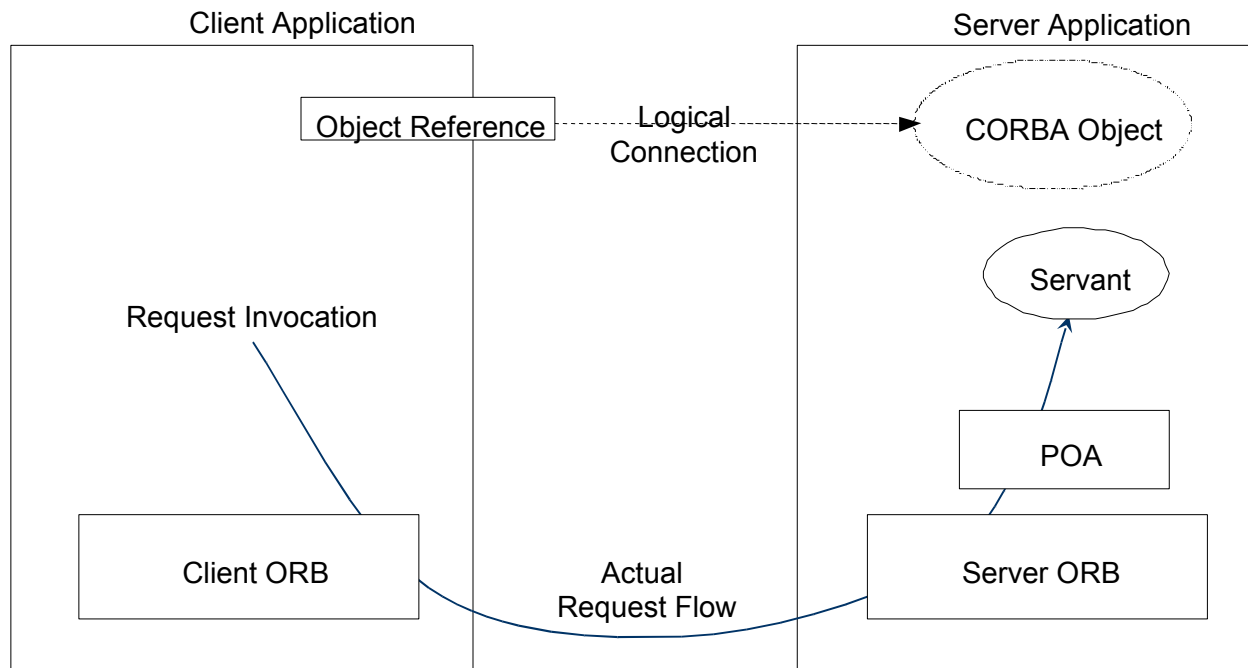 Client Application
Server Application
Object Reference
Logical
Connection
CORBA Object
Servant
Request Invocation
POA
Client ORB
Actual
Request Flow
Server ORB